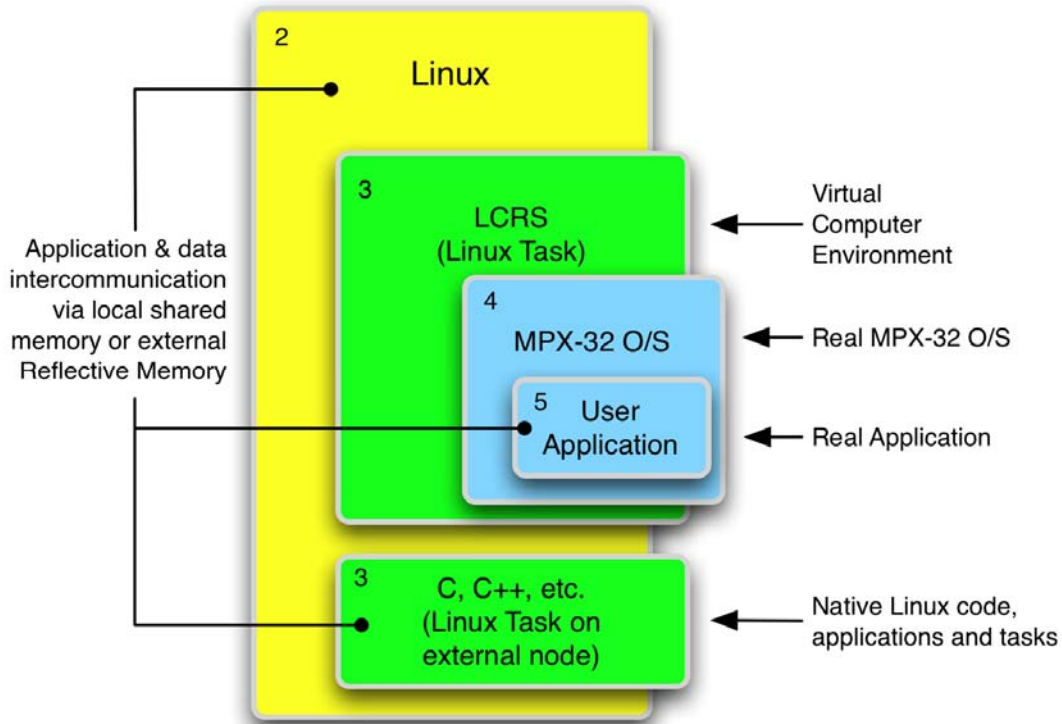 2
Linux
3
LCRS
(Linux Task)
Virtual
Computer
Environment
Application & data
intercommunication
via local shared
memory or external
Reflective Memory
4
MPX-32 O/S
Real MPX-32 O/S
5
User
Application
Real Application
3
C, C++, etc.
(Linux Task on
external node)
Native Linux code,
applications and tasks